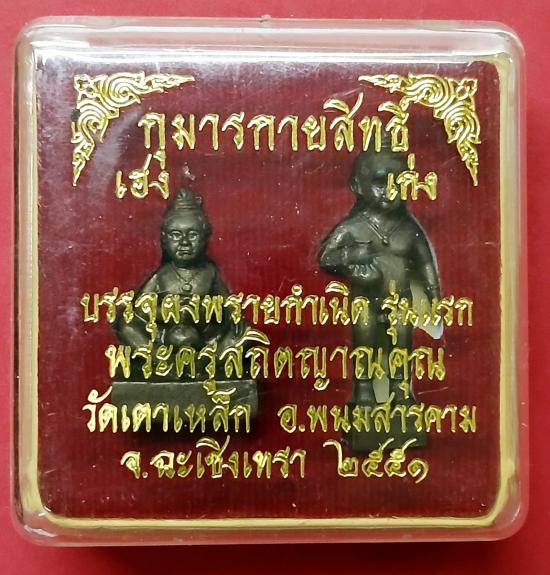 กุมารกายสิทธิ์
เฮง เก่ง
บรรจุผงพรายกำเนิด รุ่นแรก
พระครูสถิตญาณคุณ
วัดเตาเหล็ก อ.พนมสารคาม
จ.ฉะเชิงเทรา ๒๕๕๑